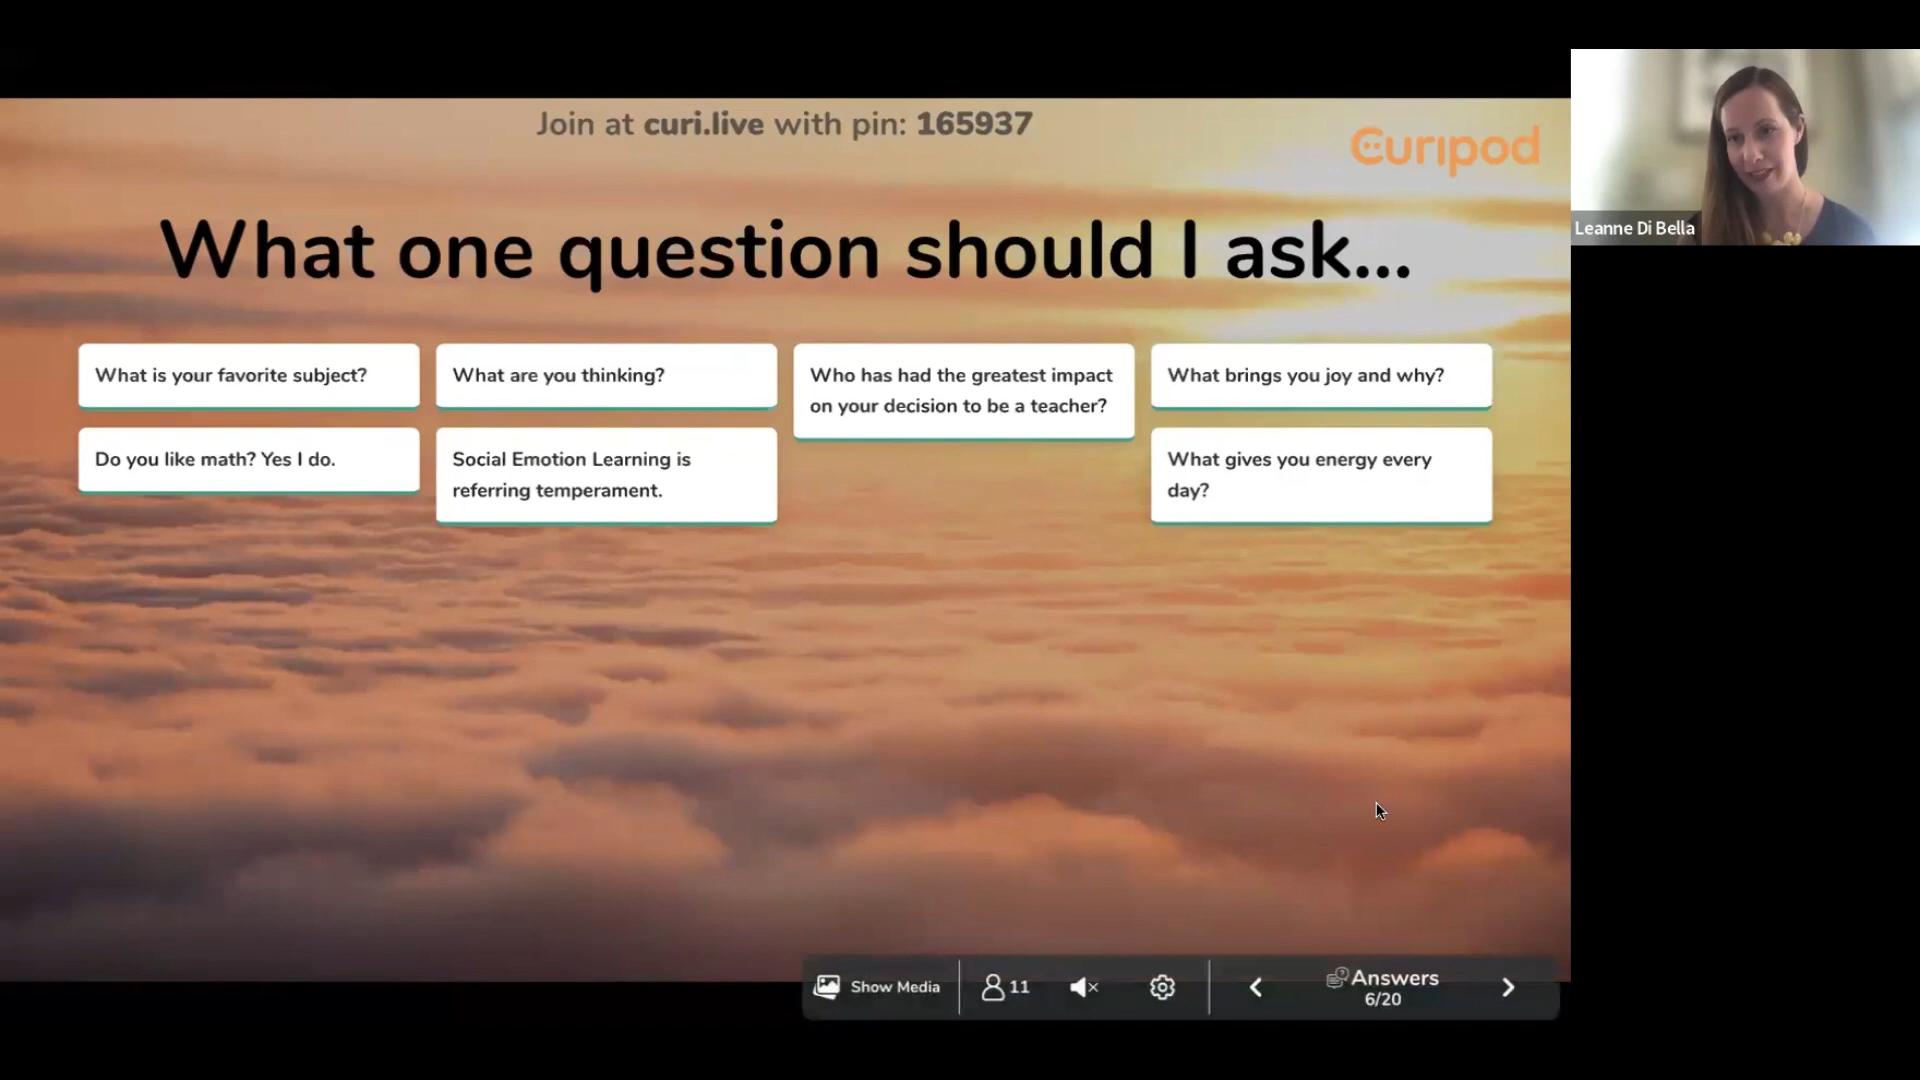 Join at curi.live with pin: 165937
Curipod
Leanne Di Bella
What one question should I ask...
What is your favorite subject?
What are you thinking?
Who has had the greatest impact
on your decision to be a teacher?
What brings you joy and why?
Do you like math? Yes I do.
Social Emotion Learning is
referring temperament.
What gives you energy every
day?
Show Media
11
Answers
6/20